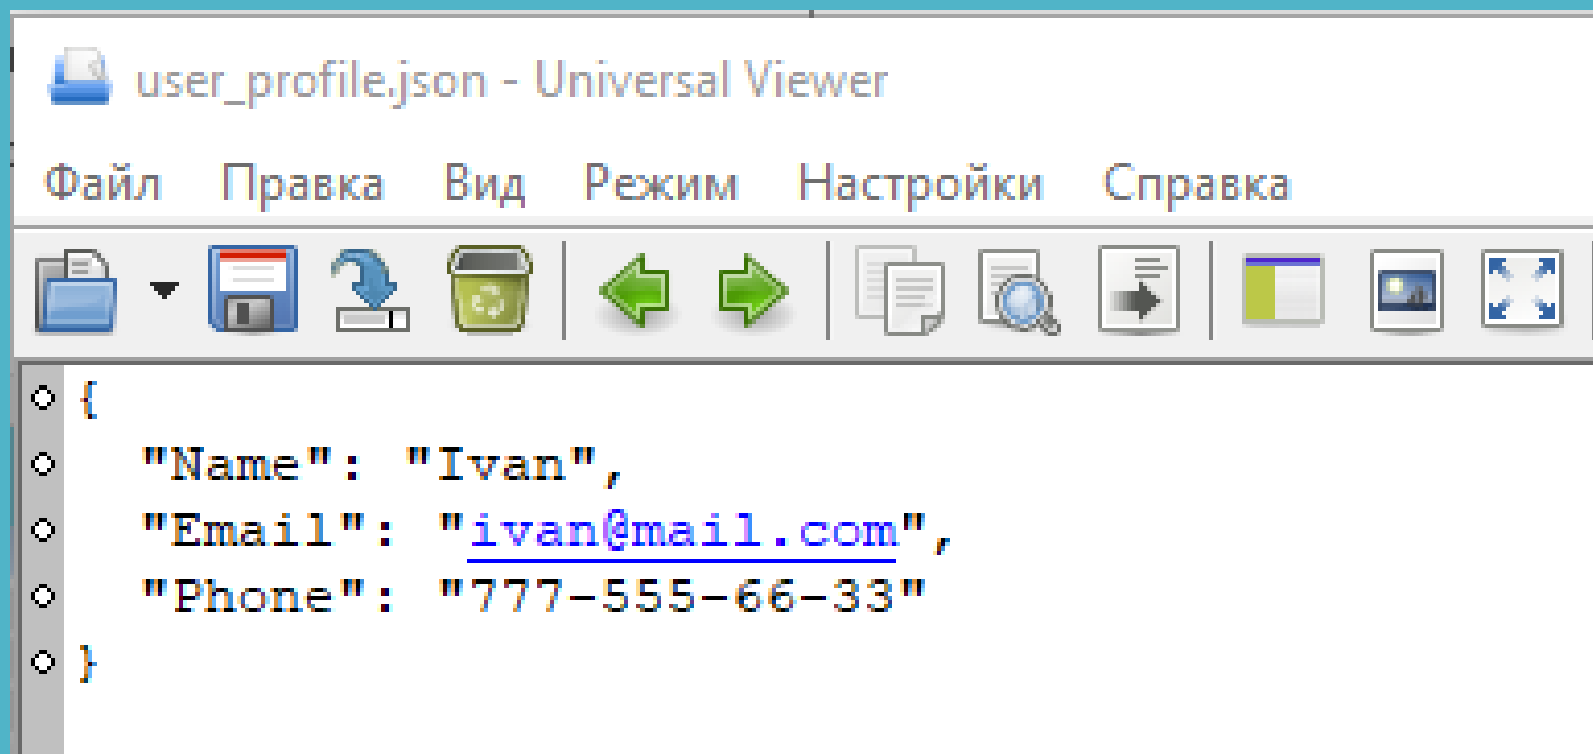 user_profile.json - Universal Viewer
Файл Правка Вид Режим Настройки Справка
{
"Name": "Ivan",
"Email": "ivan@mail.com",
"Phone": "777-555-66-33"
}